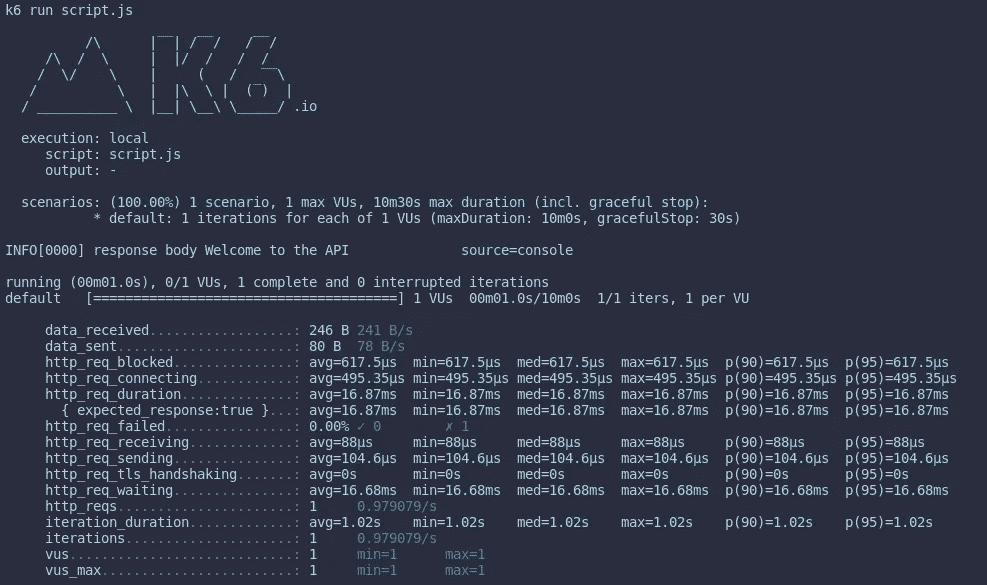 k6 run script.js

          /\      |‾‾| /‾‾/   /‾‾/
     /\  /  \     |  |/  /   /  /
    /  \/    \    |     (   /   ‾‾\
   /          \   |  |\  \ |  (‾)  |
  / __________ \  |__| \__\ \_____/ .io

  execution: local
     script: script.js
     output: -

  scenarios: (100.00%) 1 scenario, 1 max VUs, 10m30s max duration (incl. graceful stop):
           * default: 1 iterations for each of 1 VUs (maxDuration: 10m0s, gracefulStop: 30s)

INFO[0000] response body Welcome to the API              source=console

running (00m01.0s), 0/1 VUs, 1 complete and 0 interrupted iterations
default   [======================================] 1 VUs  00m01.0s/10m0s  1/1 iters, 1 per VU

     data_received..................: 246 B 241 B/s
     data_sent......................: 80 B  78 B/s
     http_req_blocked...............: avg=617.5µs  min=617.5µs  med=617.5µs  max=617.5µs  p(90)=617.5µs  p(95)=617.5µs
     http_req_connecting............: avg=495.35µs min=495.35µs med=495.35µs max=495.35µs p(90)=495.35µs p(95)=495.35µs
     http_req_duration..............: avg=16.87ms  min=16.87ms  med=16.87ms  max=16.87ms  p(90)=16.87ms  p(95)=16.87ms
       { expected_response:true }...: avg=16.87ms  min=16.87ms  med=16.87ms  max=16.87ms  p(90)=16.87ms  p(95)=16.87ms
     http_req_failed................: 0.00% ✓ 0        ✗ 1
     http_req_receiving.............: avg=88µs     min=88µs     med=88µs     max=88µs     p(90)=88µs     p(95)=88µs
     http_req_sending...............: avg=104.6µs  min=104.6µs  med=104.6µs  max=104.6µs  p(90)=104.6µs  p(95)=104.6µs
     http_req_tls_handshaking.......: avg=0s       min=0s       med=0s       max=0s       p(90)=0s       p(95)=0s
     http_req_waiting...............: avg=16.68ms  min=16.68ms  med=16.68ms  max=16.68ms  p(90)=16.68ms  p(95)=16.68ms
     http_reqs......................: 1     0.979079/s
     iteration_duration.............: avg=1.02s    min=1.02s    med=1.02s    max=1.02s    p(90)=1.02s    p(95)=1.02s
     iterations.....................: 1     0.979079/s
     vus............................: 1     min=1      max=1
     vus_max........................: 1     min=1      max=1